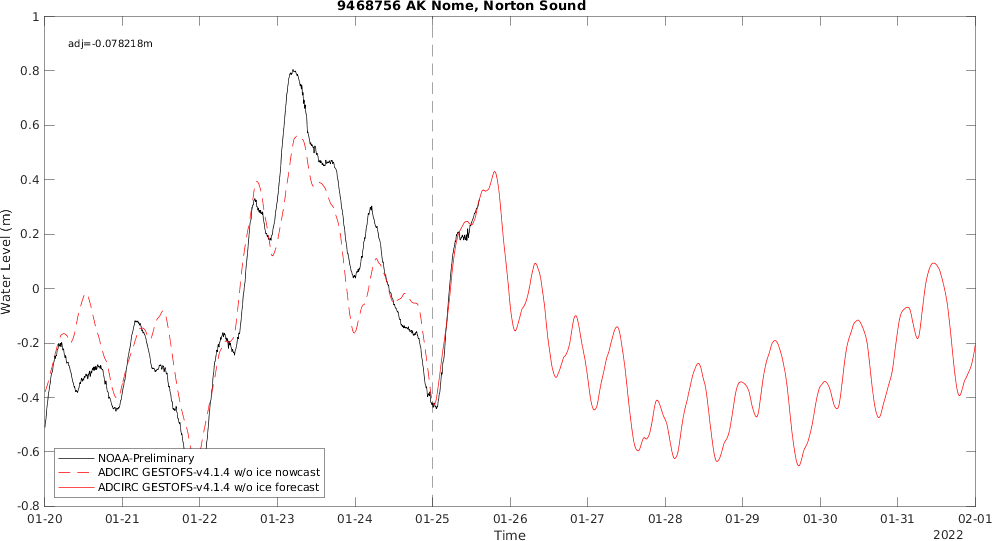 9468756 AK Nome, Norton Sound
adj=-0.078218m
Water Level (m)
1
0.8
0.6
0.4
0.2
0
-0.2
-0.4
-0.6
-0.8
NOAA-Preliminary
ADCIRC GESTOFS-v4.1.4 w/o ice nowcast
ADCIRC GESTOFS-v4.1.4 w/o ice forecast
01-20 01-21 01-22 01-23 01-24 01-25 01-26 01-27 01-28 01-29 01-30 01-31 02-01
Time
2022